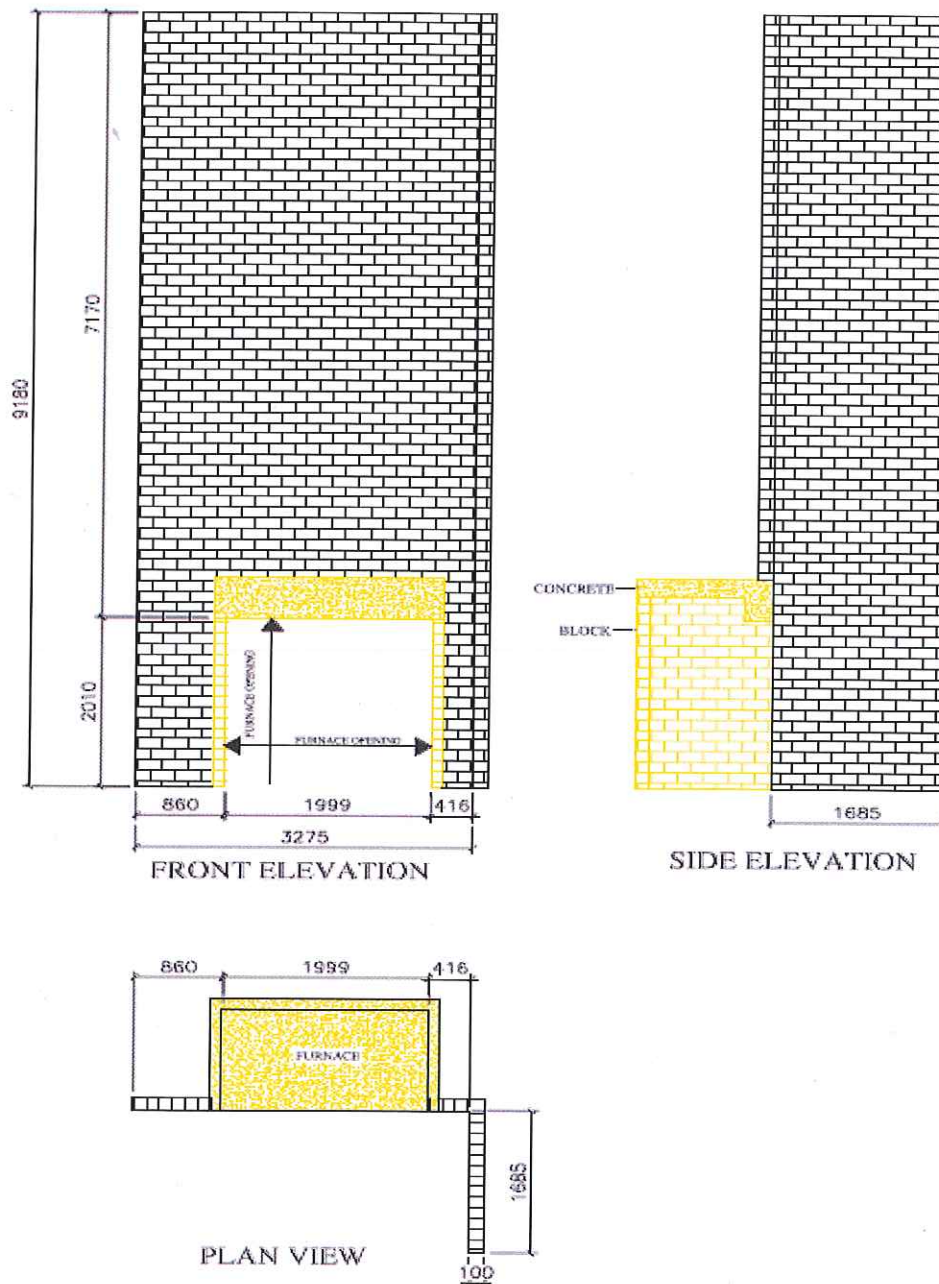 9180
7170
2010
FURNACE OPENING
FURNACE OPENING
860
1999
416
3275
FRONT ELEVATION
CONCRETE
BLOCK
1685
SIDE ELEVATION
860
1999
416
FURNACE
1685
100
PLAN VIEW